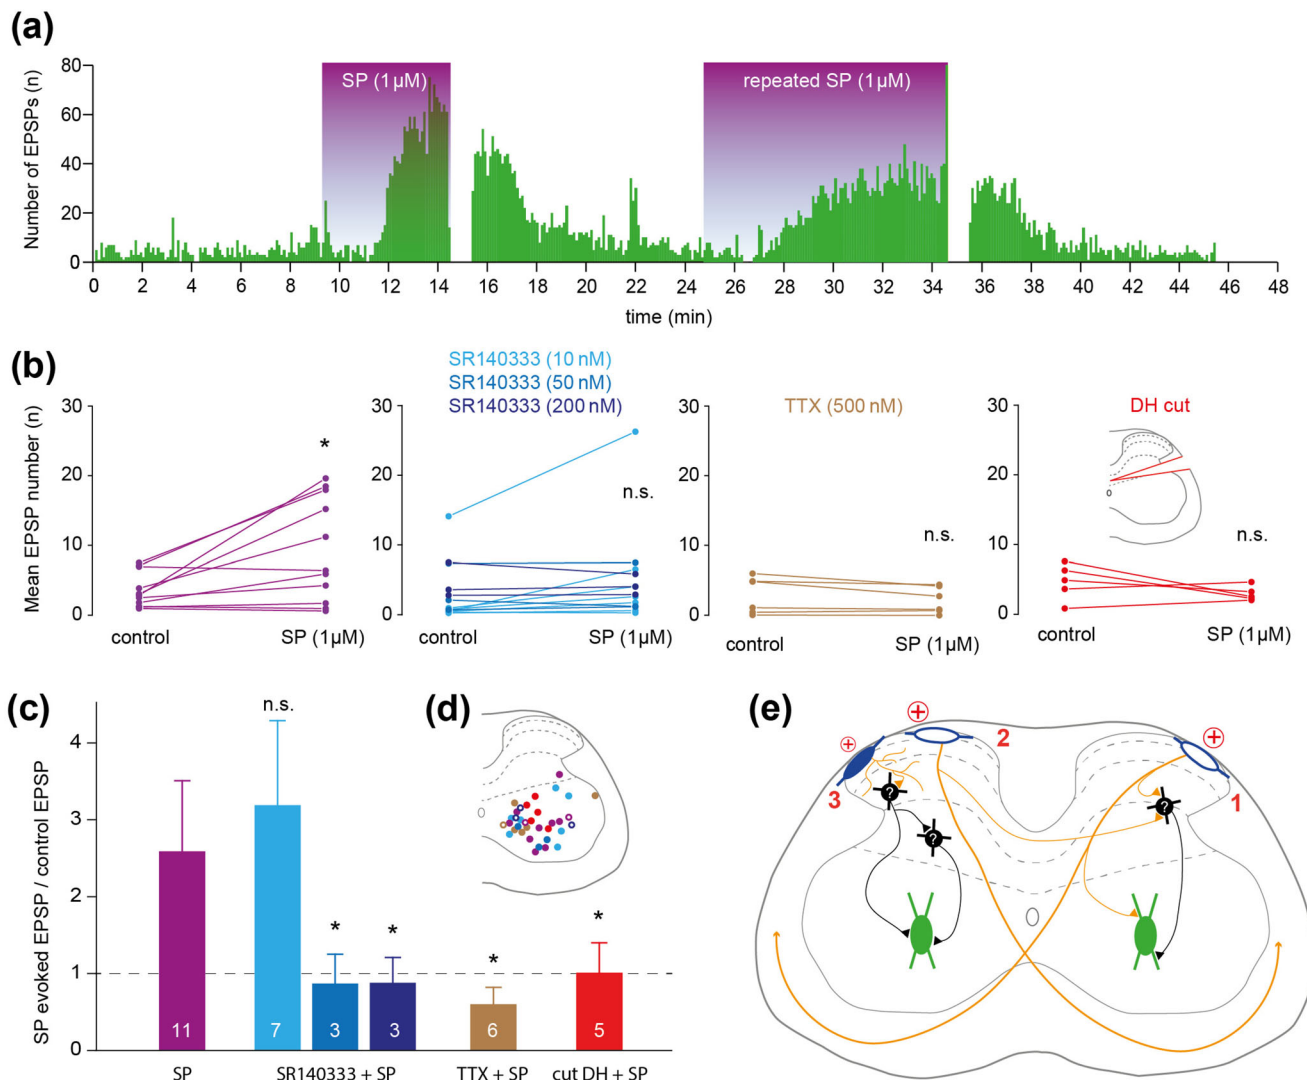 (a)
Number of EPSPs (n)
80
60
40
20
0
SP (1µM)
repeated SP (1µM)
0 2 4 6 8 10 12 14 16 18 20 22 24 26 28 30 32 34 36 38 40 42 44 46 48
time (min)
(b)
SR140333 (10 nM)
SR140333 (50 nM)
SR140333 (200 nM)
TTX (500 nM)
DH cut
Mean EPSP number (n)
30
20
10
0
*
control SP (1µM)
30
20
10
0
n.s.
control SP (1µM)
30
20
10
0
n.s.
control SP (1µM)
30
20
10
0
n.s.
control SP (1µM)
(c)
SP evoked EPSP / control EPSP
4
3
2
1
0
n.s.
* * * *
11 7 3 3 6 5
SP SR140333 + SP TTX + SP cut DH + SP
(d)
(e)
+ + +
2
3
1
? ? ?